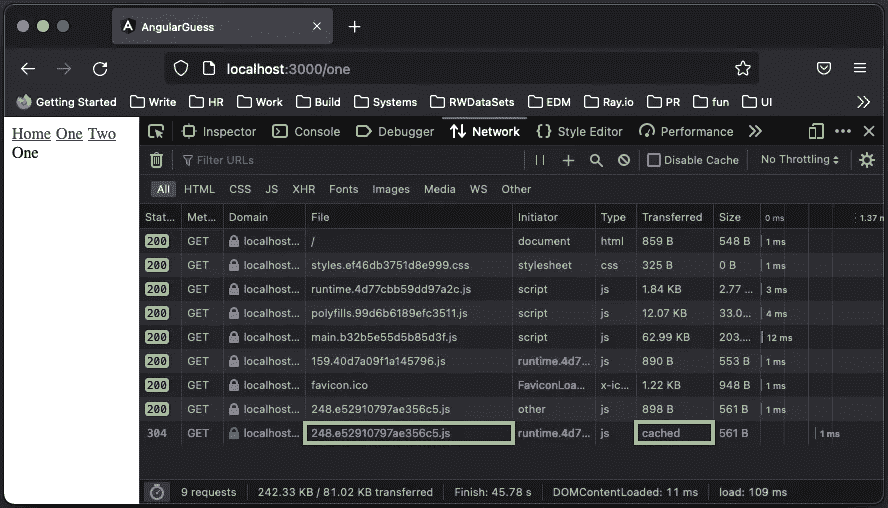 AngularGuess
localhost:3000/one
Getting Started Write HR Work Build Systems RWDataSets EDM Ray.io PR fun UI
Home One Two
One
Inspector Console Debugger Network Style Editor Performance
Filter URLs Disable Cache No Throttling
All HTML CSS JS XHR Fonts Images Media WS Other
Stat... Met... Domain File Initiator Type Transferred Size 0 ms 1.37 m
200 GET localhost... / document html 859 B 548 B 1 ms
200 GET localhost... styles.ef46db3751d8e999.css stylesheet css 325 B 0 B 1 ms
200 GET localhost... runtime.4d77cbb59dd97a2c.js script js 1.84 KB 2.77 ... 3 ms
200 GET localhost... polyfills.99d6b6189efc3511.js script js 12.07 KB 33.0... 4 ms
200 GET localhost... main.b32b5e55d5b85d3f.js script js 62.99 KB 203.... 12 ms
200 GET localhost... 159.40d7a09f1a145796.js runtime.4d7... js 890 B 553 B 1 ms
200 GET localhost... favicon.ico FaviconLoa... x-ic... 1.22 KB 948 B 1 ms
200 GET localhost... 248.e52910797ae356c5.js other js 898 B 561 B 1 ms
304 GET localhost... 248.e52910797ae356c5.js runtime.4d7... js cached 561 B 1 ms
9 requests 242.33 KB / 81.02 KB transferred Finish: 45.78 s DOMContentLoaded: 11 ms load: 109 ms